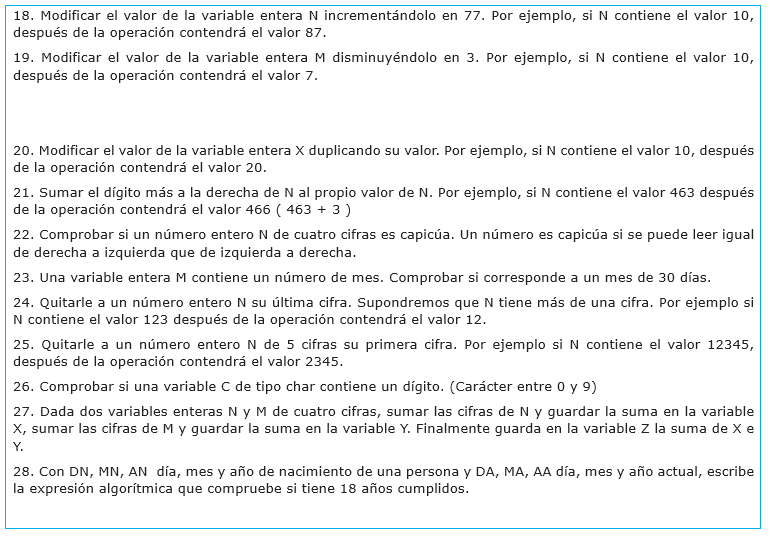 18. Modificar el valor de la variable entera N incrementándolo en 77. Por ejemplo, si N contiene el valor 10,
después de la operación contendrá el valor 87.
19. Modificar el valor de la variable entera M disminuyéndolo en 3. Por ejemplo, si N contiene el valor 10,
después de la operación contendrá el valor 7.
20. Modificar el valor de la variable entera X duplicando su valor. Por ejemplo, si N contiene el valor 10, después
de la operación contendrá el valor 20.
21. Sumar el dígito más a la derecha de N al propio valor de N. Por ejemplo, si N contiene el valor 463 después
de la operación contendrá el valor 466 ( 463 + 3 )
22. Comprobar si un número entero N de cuatro cifras es capicúa. Un número es capicúa si se puede leer igual
de derecha a izquierda que de izquierda a derecha.
23. Una variable entera M contiene un número de mes. Comprobar si corresponde a un mes de 30 días.
24. Quitarle a un número entero N su última cifra. Supondremos que N tiene más de una cifra. Por ejemplo si
N contiene el valor 123 después de la operación contendrá el valor 12.
25. Quitarle a un número entero N de 5 cifras su primera cifra. Por ejemplo si N contiene el valor 12345,
después de la operación contendrá el valor 2345.
26. Comprobar si una variable C de tipo char contiene un dígito. (Carácter entre 0 y 9)
27. Dada dos variables enteras N y M de cuatro cifras, sumar las cifras de N y guardar la suma en la variable
X, sumar las cifras de M y guardar la suma en la variable Y. Finalmente guarda en la variable Z la suma de X e
Y.
28. Con DN, MN, AN  día, mes y año de nacimiento de una persona y DA, MA, AA día, mes y año actual, escribe
la expresión algorítmica que compruebe si tiene 18 años cumplidos.